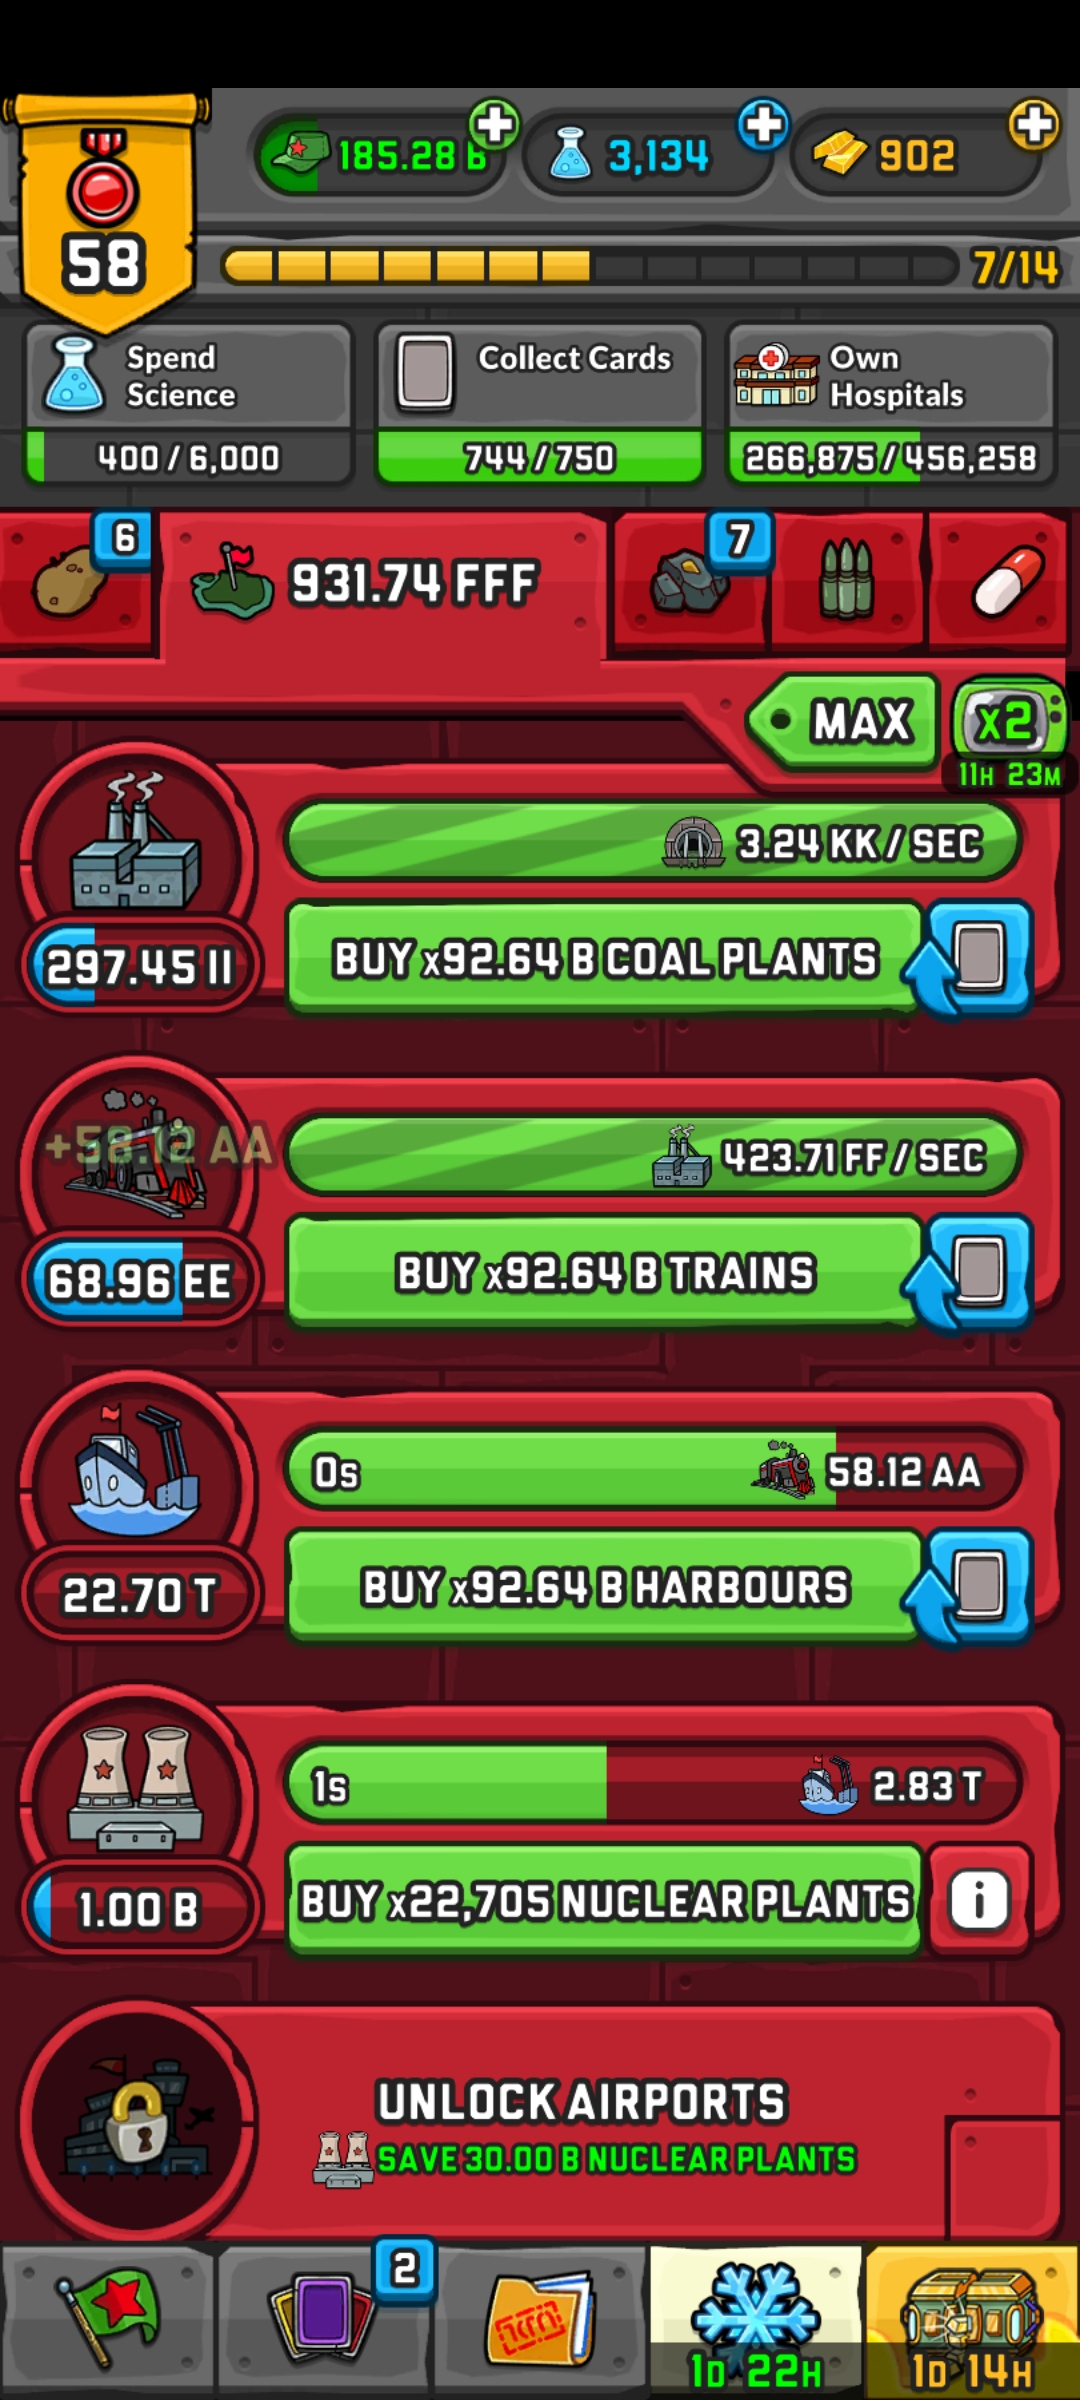 58
185.28 B
3,134
902
7/14
Spend
Science
400 / 6,000
Collect Cards
744 / 750
Own
Hospitals
266,875 / 456,258
6
931.74 FFF
7
MAX
x2
11H 23M
3.24 KK / SEC
297.45 II
BUY x92.64 B COAL PLANTS
+58.12 AA
423.71 FF / SEC
68.96 EE
BUY x92.64 B TRAINS
0s
58.12 AA
22.70 T
BUY x92.64 B HARBOURS
1s
2.83 T
1.00 B
BUY x22,705 NUCLEAR PLANTS
i
UNLOCK AIRPORTS
SAVE 30.00 B NUCLEAR PLANTS
2
1D 22H
1D 14H